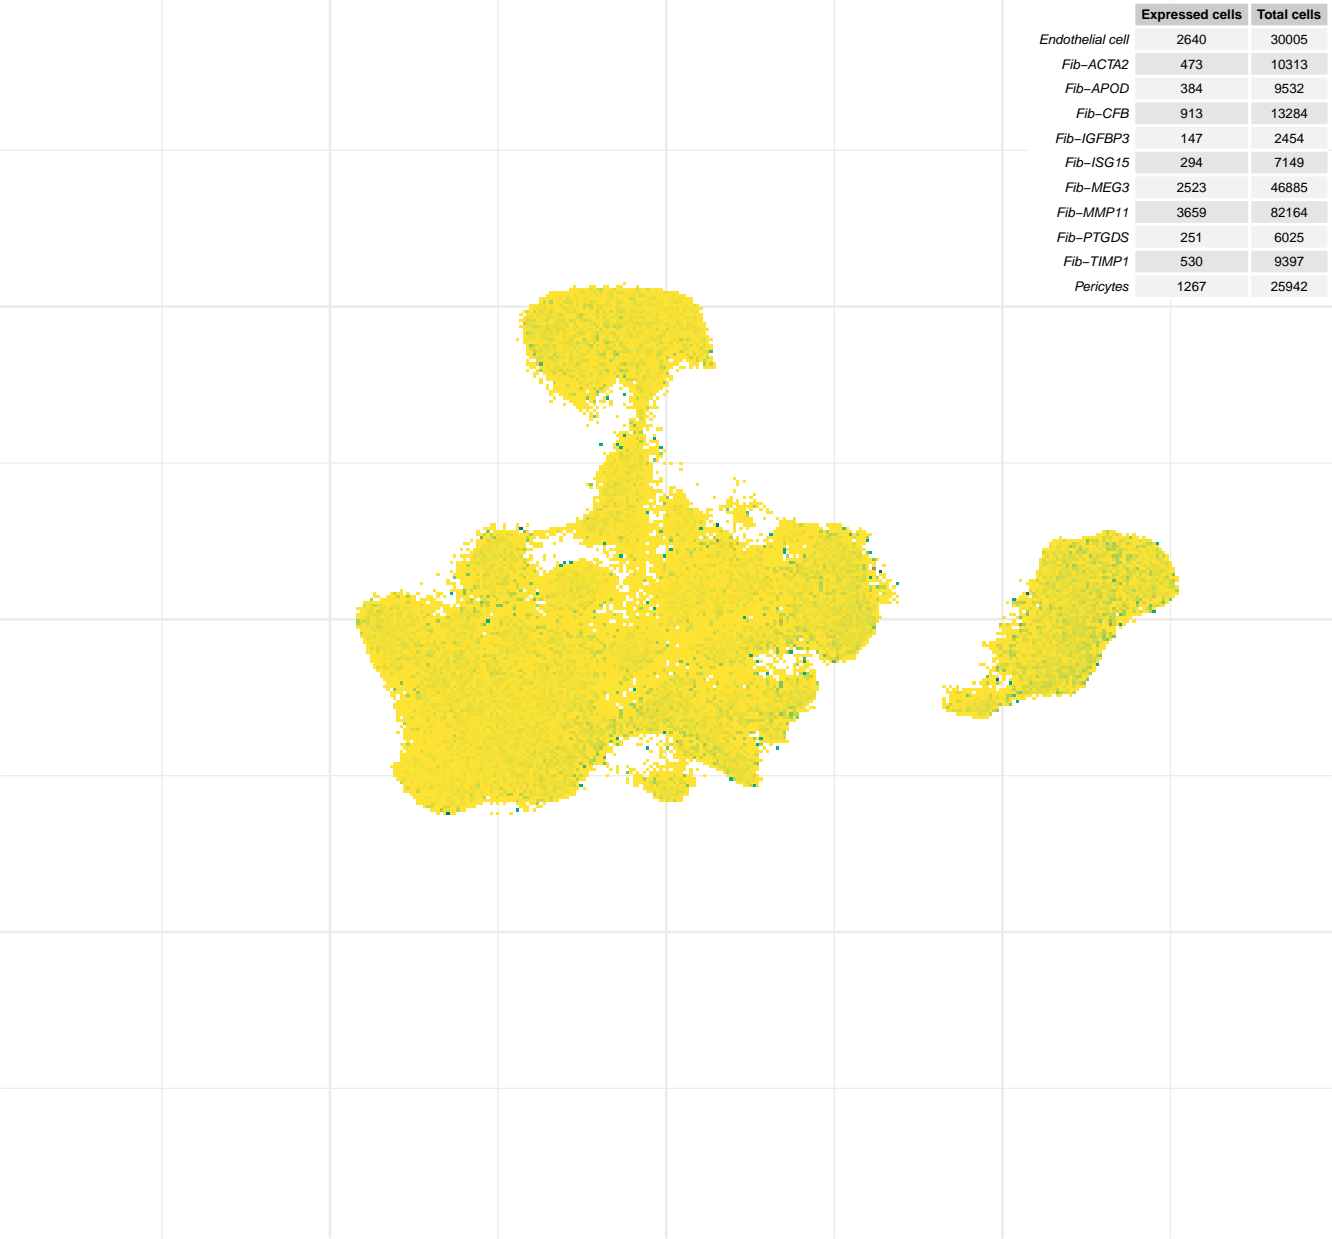 Expressed cells Total cells
Endothelial cell 2640 30005
Fib−ACTA2 473 10313
Fib−APOD 384 9532
Fib−CFB 913 13284
Fib−IGFBP3 147 2454
Fib−ISG15 294 7149
Fib−MEG3 2523 46885
Fib−MMP11 3659 82164
Fib−PTGDS 251 6025
Fib−TIMP1 530 9397
Pericytes 1267 25942